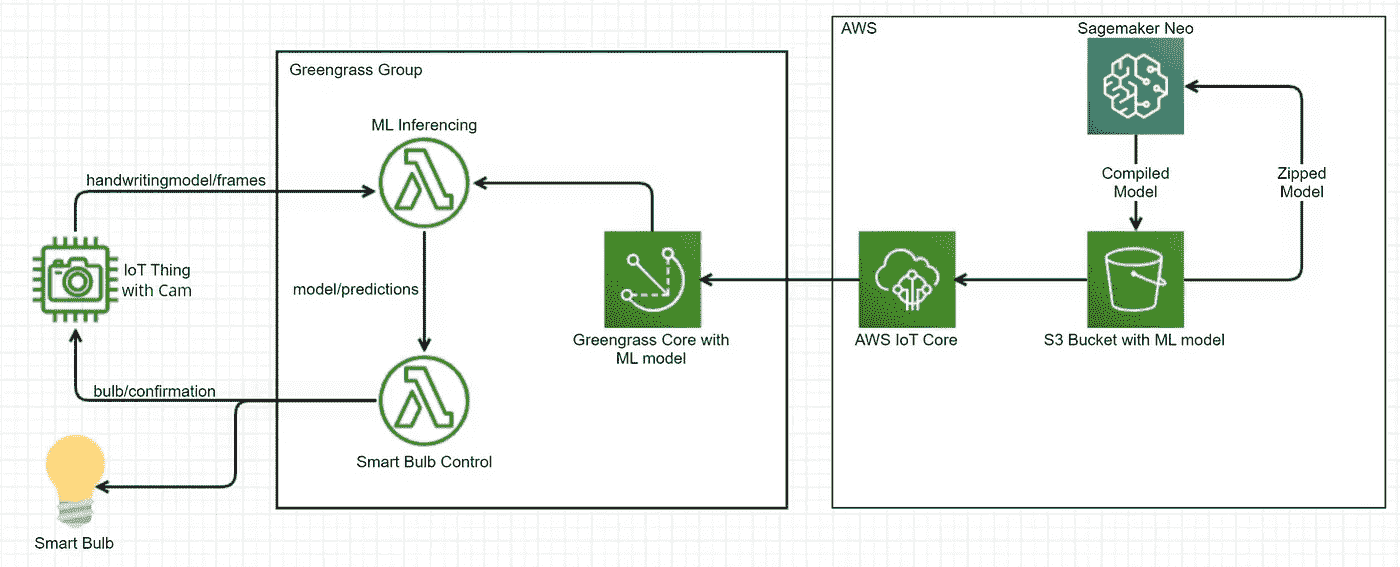 AWS
Sagemaker Neo
Greengrass Group
ML Inferencing
handwritingmodel/frames
Compiled
Model
Zipped
Model
IoT Thing
with Cam
model/predictions
Greengrass Core with
ML model
AWS IoT Core
S3 Bucket with ML model
bulb/confirmation
Smart Bulb Control
Smart Bulb